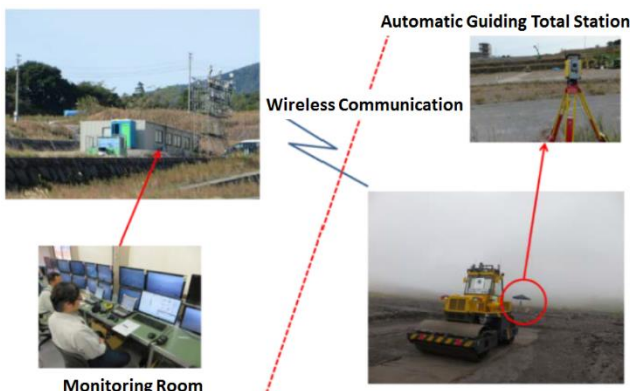 Automatic Guiding Total Station
Wireless Communication
Monitoring Room